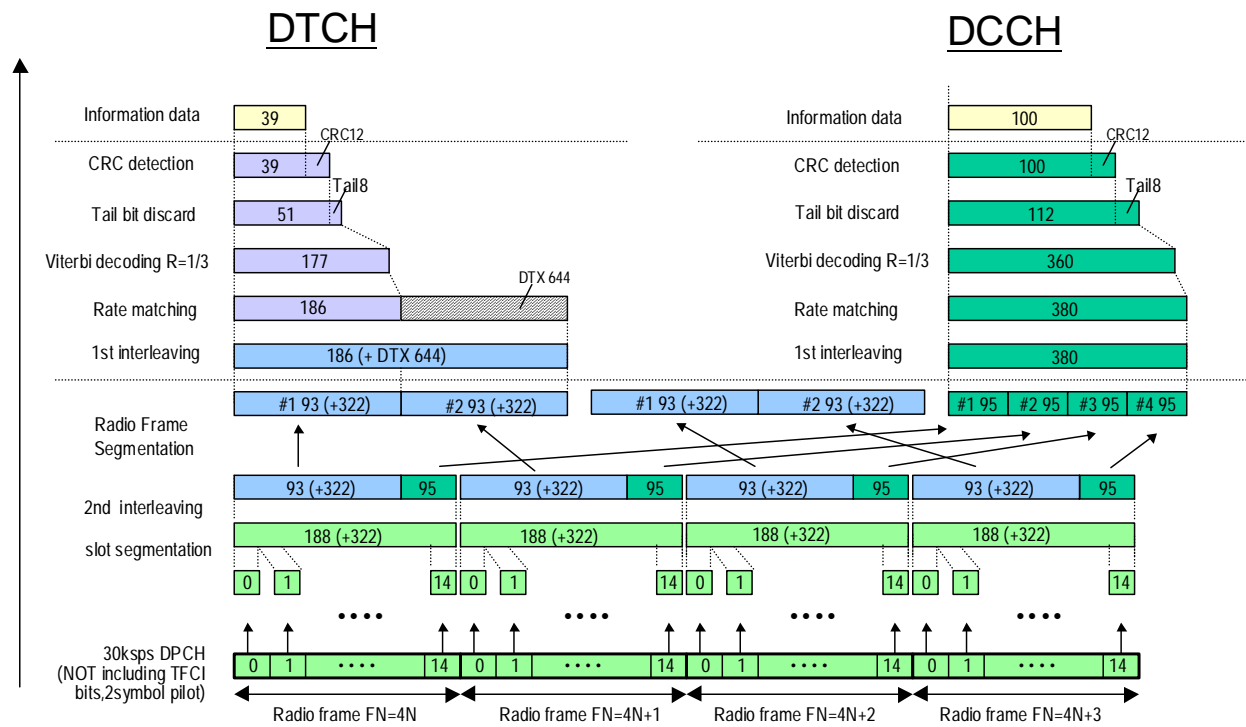 DTCH
DCCH
Information data
39
CRC12
Information data
100
CRC12
CRC detection
39
Tail8
CRC detection
100
Tail8
Tail bit discard
51
Tail bit discard
112
Viterbi decoding R=1/3
177
DTX 644
Viterbi decoding R=1/3
360
Rate matching
186
Rate matching
380
1st interleaving
186 (+ DTX 644)
1st interleaving
380
#1 93 (+322)
#2 93 (+322)
#1 93 (+322)
#2 93 (+322)
#1 95
#2 95
#3 95
#4 95
Radio Frame
Segmentation
93 (+322)
95
93 (+322)
95
93 (+322)
95
93 (+322)
95
2nd interleaving
188 (+322)
188 (+322)
188 (+322)
188 (+322)
slot segmentation
0
1
14
0
1
14
0
1
14
0
1
14
• • • •
• • • •
• • • •
• • • •
30ksps DPCH
(NOT including TFCI
bits,2symbol pilot)
0
1
• • • •
14
0
1
• • • •
14
0
1
• • • •
14
0
1
• • • •
14
Radio frame FN=4N
Radio frame FN=4N+1
Radio frame FN=4N+2
Radio frame FN=4N+3